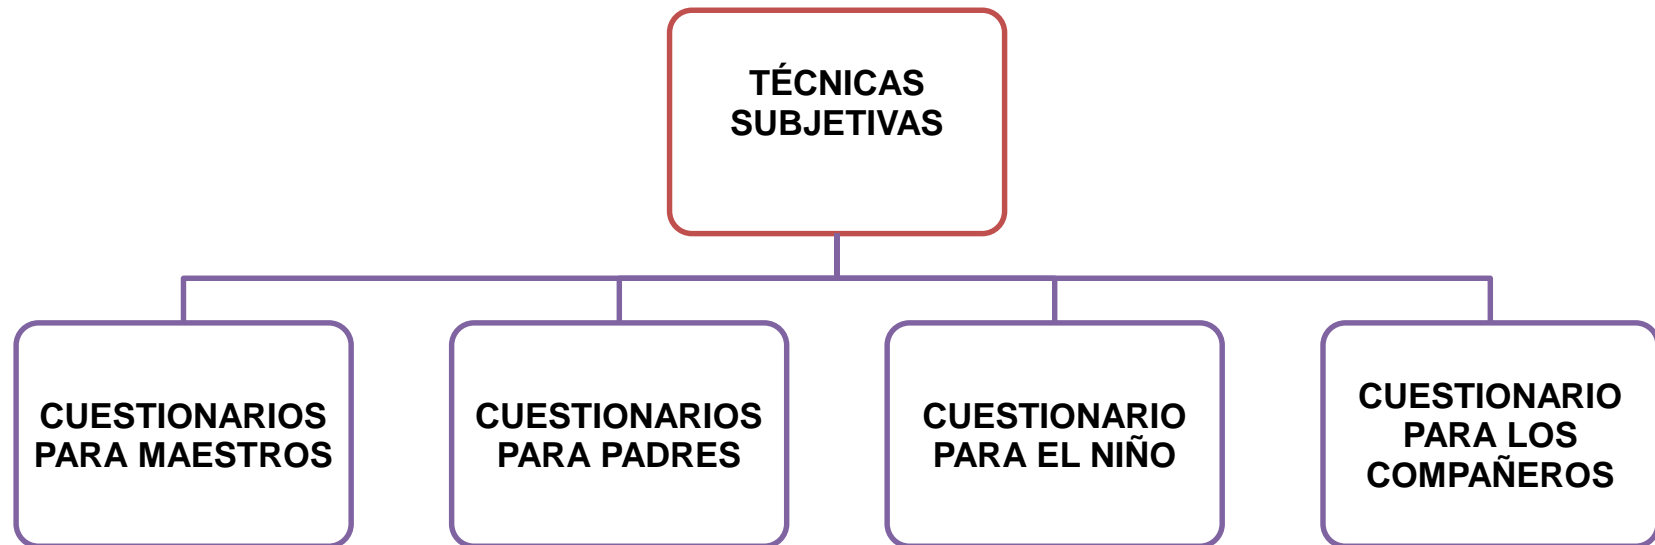 TÉCNICAS
SUBJETIVAS
CUESTIONARIOS
PARA MAESTROS
CUESTIONARIOS
PARA PADRES
CUESTIONARIO
PARA EL NIÑO
CUESTIONARIO
PARA LOS
COMPAÑEROS